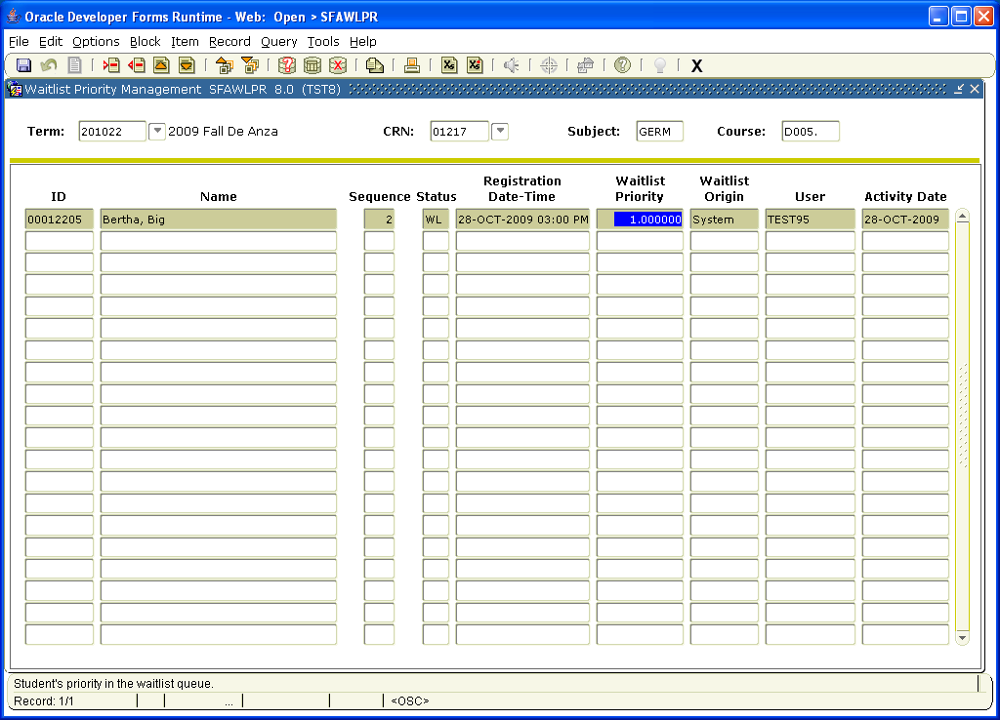 Oracle Developer Forms Runtime - Web: Open > SFAWLPR
File Edit Options Block Item Record Query Tools Help
X
Waitlist Priority Management SFAWLPR 8.0 (TST8)
Term: 201022 2009 Fall De Anza CRN: 01217 Subject: GERM Course: D005.
ID Name Sequence Status Registration Date-Time Waitlist Priority Waitlist Origin User Activity Date
00012205 Bertha, Big 2 WL 28-OCT-2009 03:00 PM 1.000000 System TEST95 28-OCT-2009
Student's priority in the waitlist queue.
Record: 1/1 ... <OSC>